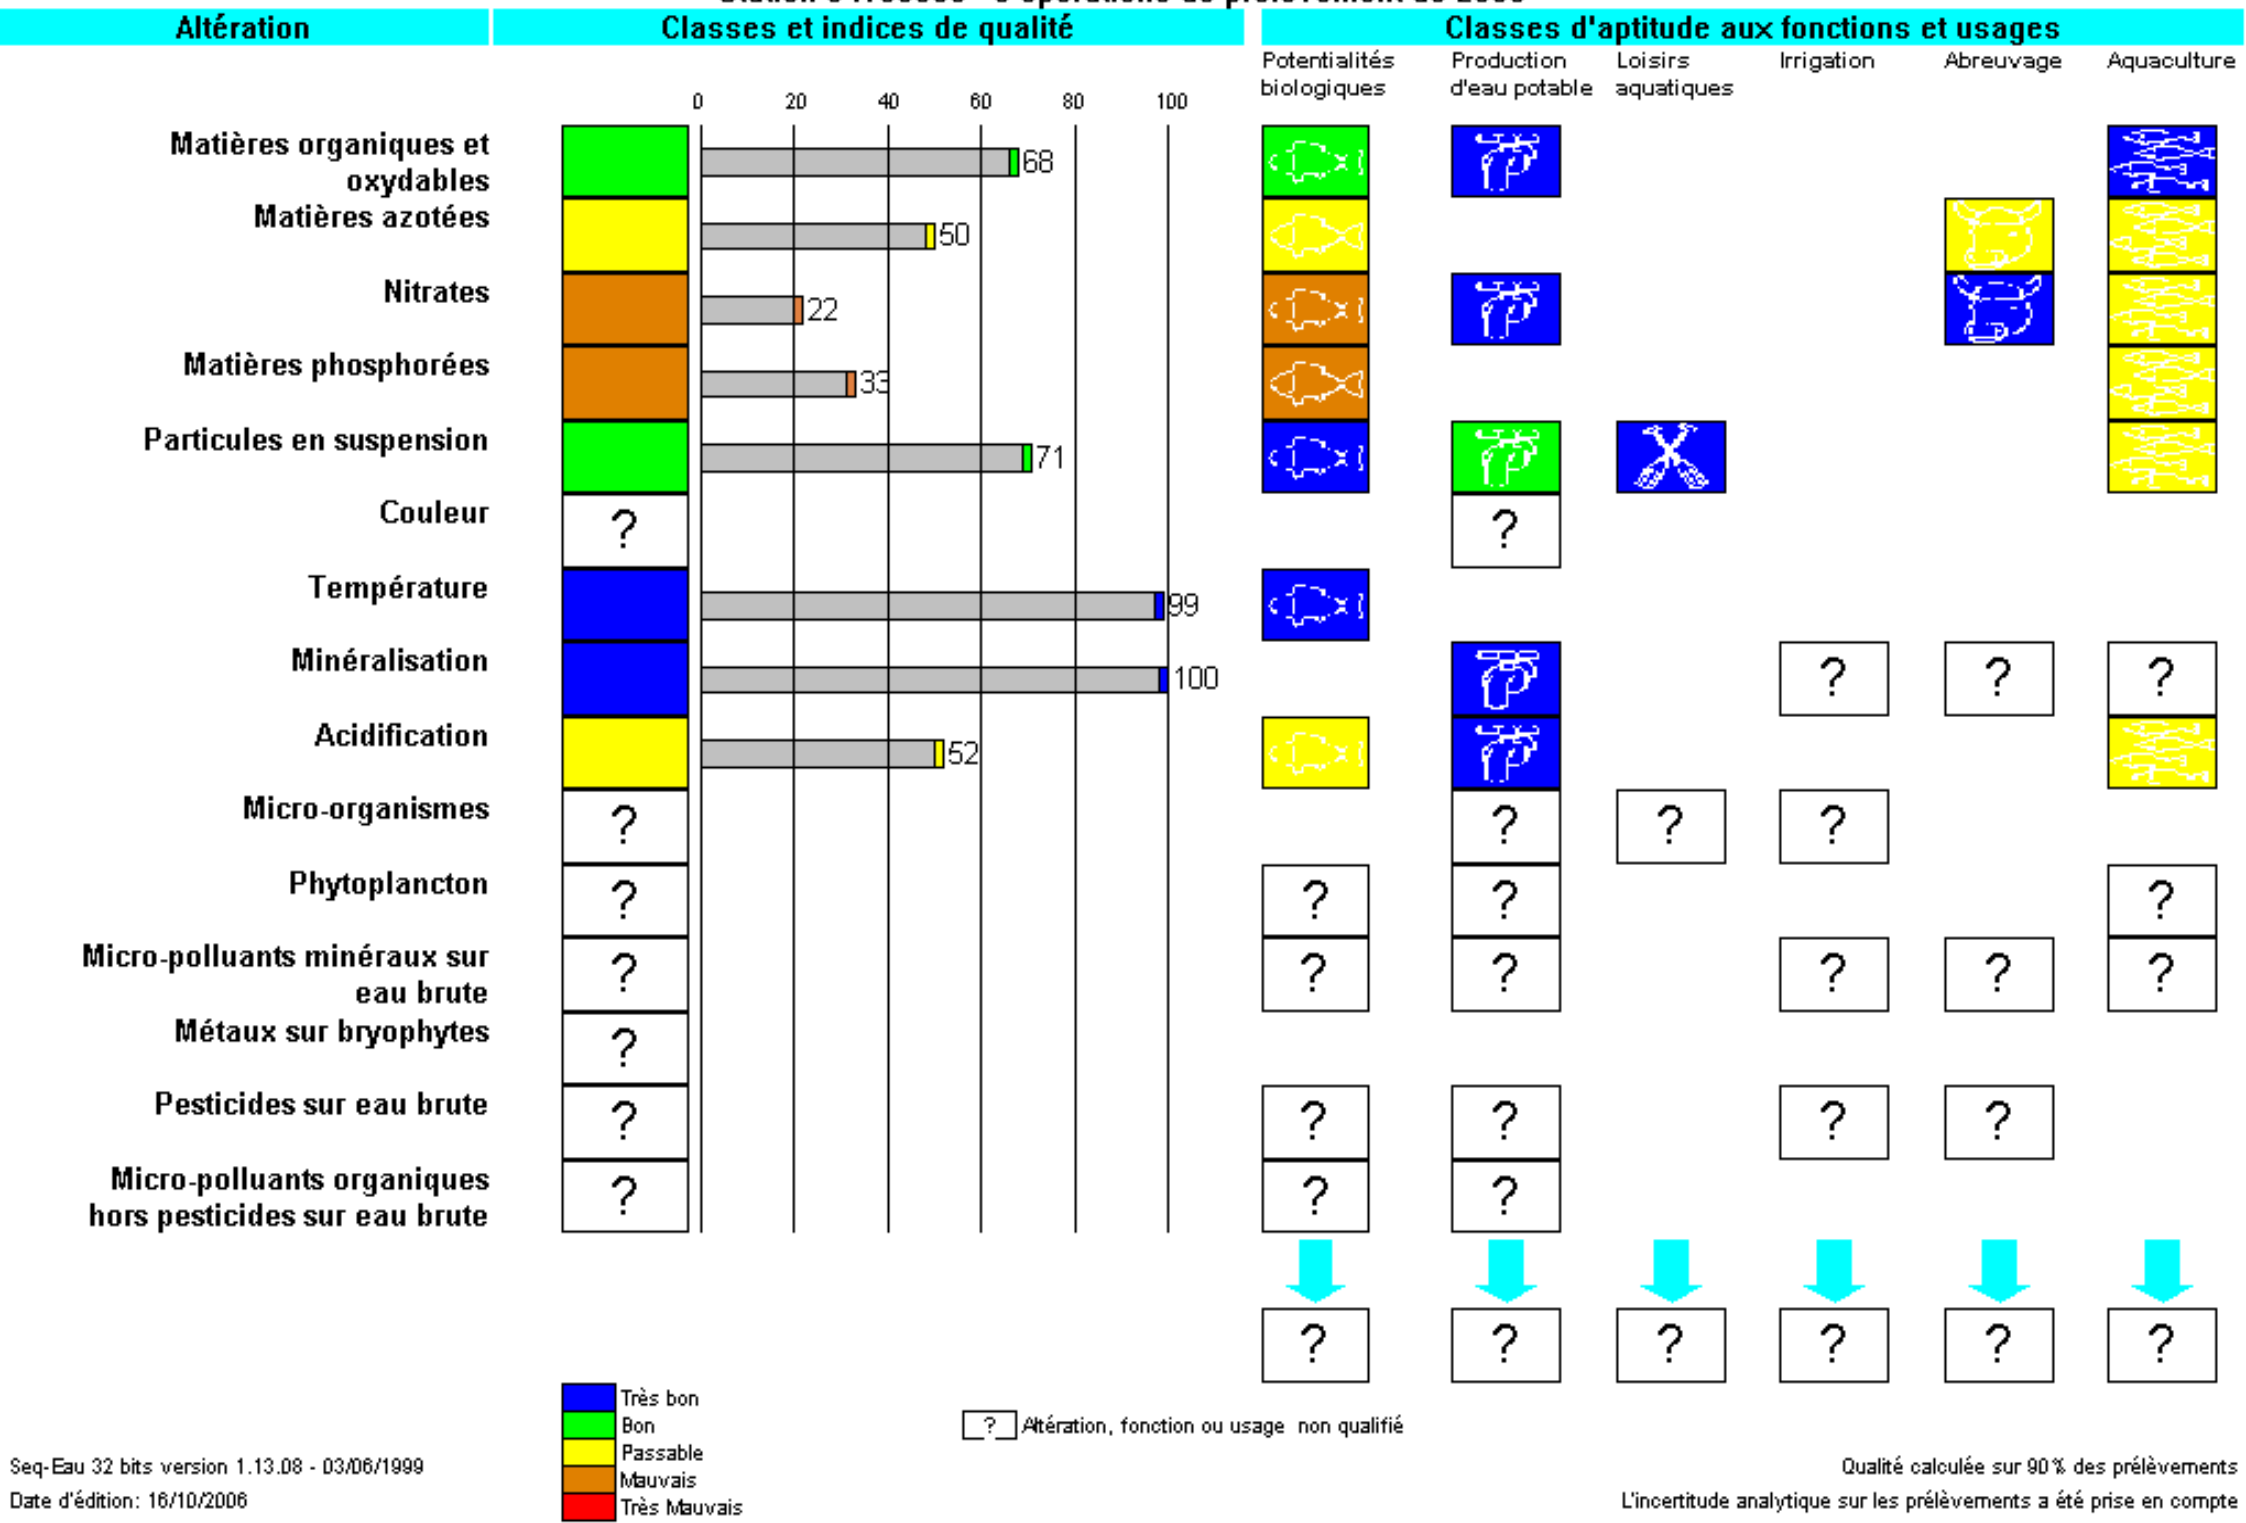 Altération
Classes et indices de qualité
Classes d'aptitude aux fonctions et usages
Potentialités
biologiques
Production
d'eau potable
Loisirs
aquatiques
Irrigation
Abreuvage
Aquaculture
0 20 40 60 80 100
Matières organiques et
oxydables
68
Matières azotées
50
Nitrates
22
Matières phosphorées
33
Particules en suspension
71
Couleur
? ?
Température
99
Minéralisation
100
? ? ?
Acidification
52
Micro-organismes
? ? ? ?
Phytoplancton
? ? ? ?
Micro-polluants minéraux sur
eau brute
? ? ? ? ? ?
Métaux sur bryophytes
?
Pesticides sur eau brute
? ? ? ? ?
Micro-polluants organiques
hors pesticides sur eau brute
? ? ?
? ? ? ? ? ?
Très bon
Bon
Passable
Mauvais
Très Mauvais
? Altération, fonction ou usage non qualifié
Seq-Eau 32 bits version 1.13.08 - 03/06/1999
Date d'édition: 16/10/2006
Qualité calculée sur 90% des prélèvements
L'incertitude analytique sur les prélèvements a été prise en compte